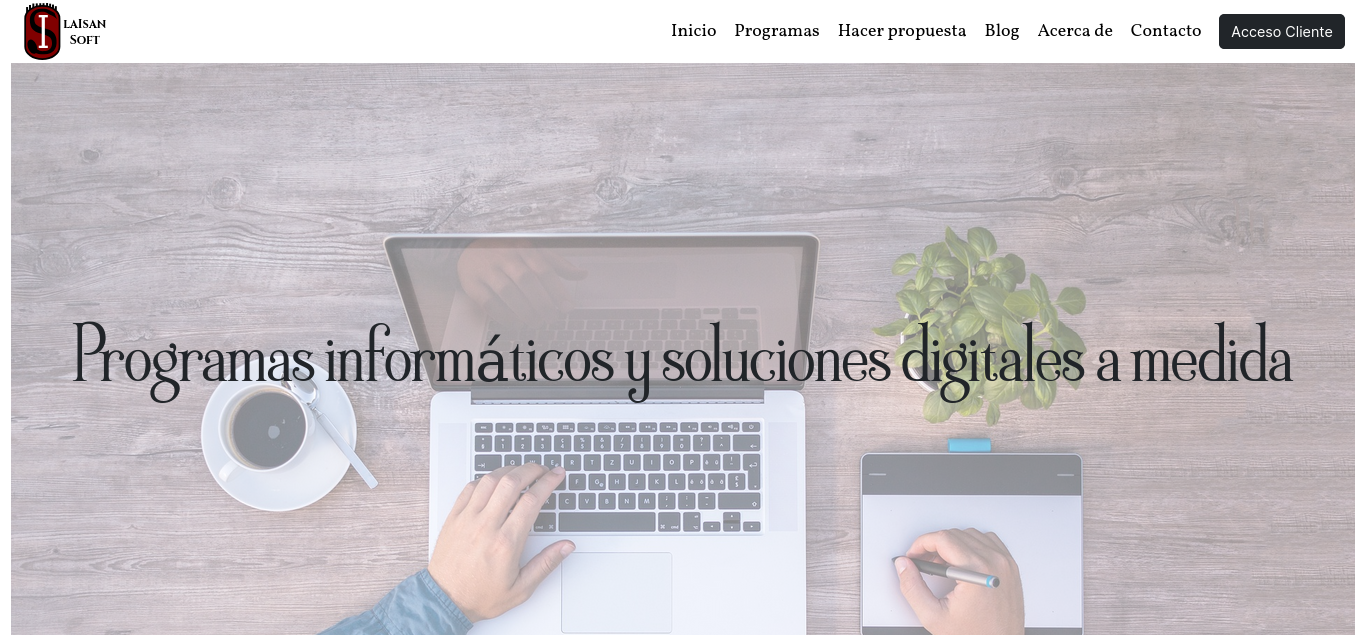 LAISAN
SOFT
Inicio Programas Hacer propuesta Blog Acerca de Contacto Acceso Cliente
Programas informáticos y soluciones digitales a medida